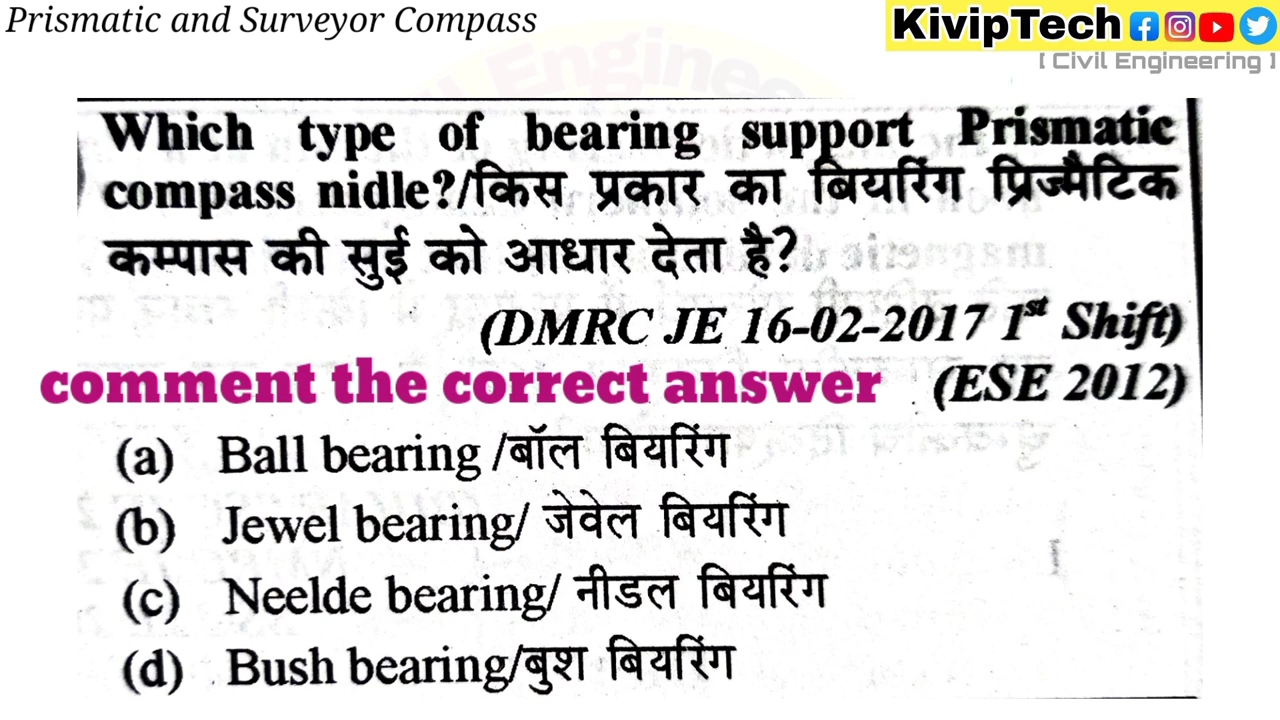 Prismatic and Surveyor Compass
KivipTech
[ Civil Engineering ]
Which type of bearing support Prismatic
compass nidle?/किस प्रकार का बियरिंग प्रिज्मैटिक
कम्पास की सुई को आधार देता है?
(DMRC JE 16-02-2017 1st Shift)
comment the correct answer (ESE 2012)
(a) Ball bearing /बॉल बियरिंग
(b) Jewel bearing/ जेवेल बियरिंग
(c) Neelde bearing/ नीडल बियरिंग
(d) Bush bearing/बुश बियरिंग